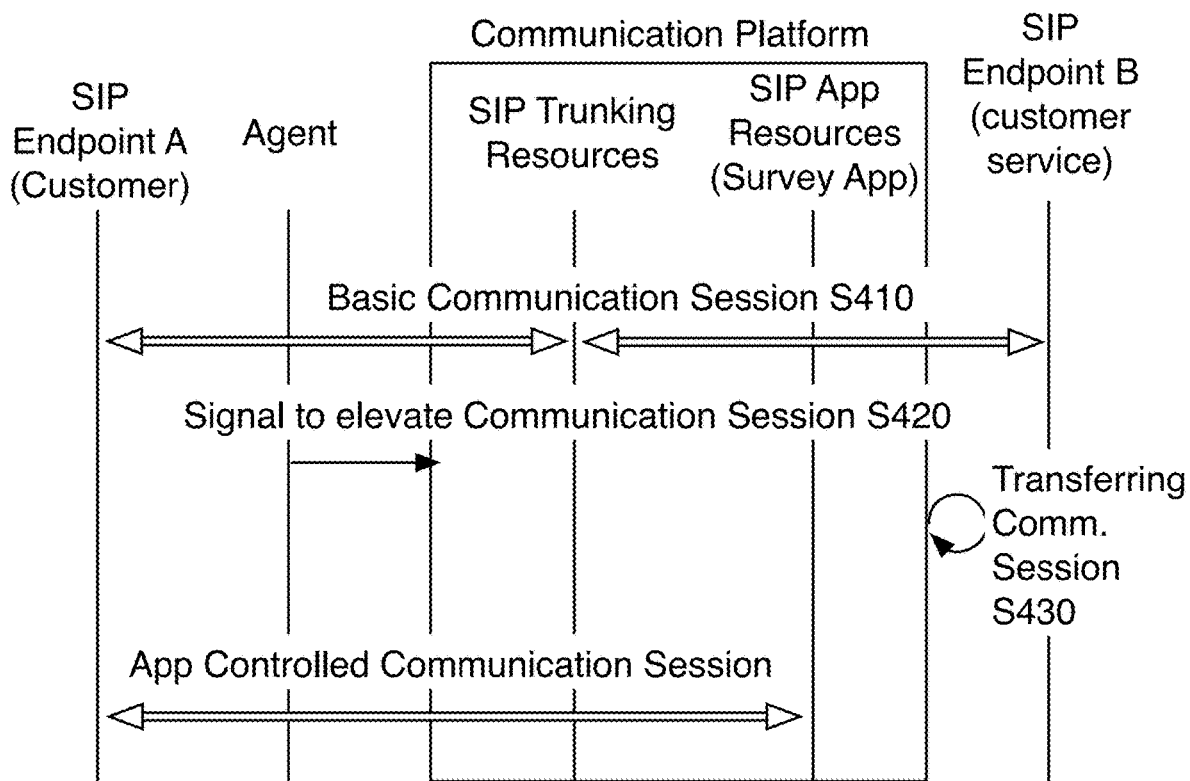 Communication Platform
SIP
Endpoint A
(Customer)
Agent
SIP Trunking
Resources
SIP App
Resources
(Survey App)
SIP
Endpoint B
(customer
service)
Basic Communication Session S410
Signal to elevate Communication Session S420
Transferring
Comm.
Session
S430
App Controlled Communication Session